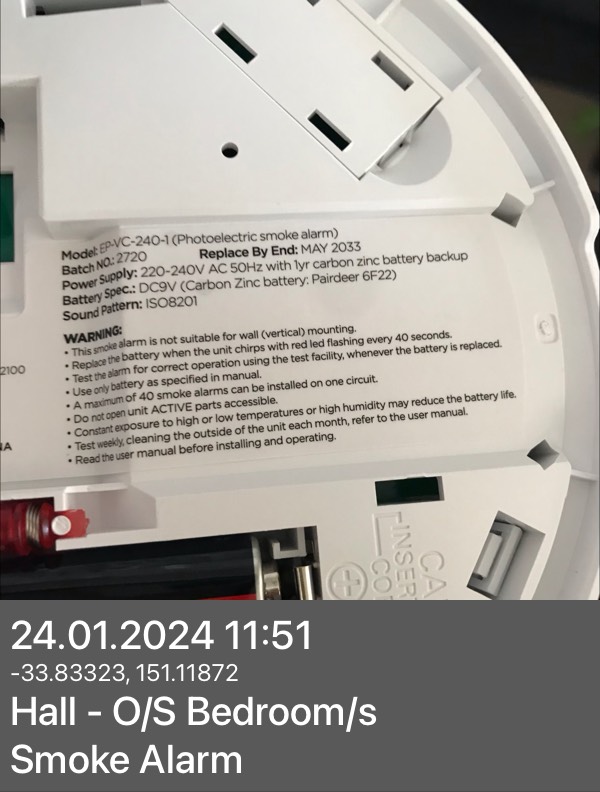 Model: EP-VC-240-1 (Photoelectric smoke alarm)
Batch NO.: 2720 Replace By End: MAY 2033
Power Supply: 220-240V AC 50Hz with 1yr carbon zinc battery backup
Battery Spec.: DC9V (Carbon Zinc battery: Pairdeer 6F22)
Sound Pattern: ISO8201
WARNING:
• This smoke alarm is not suitable for wall (vertical) mounting.
• Replace the battery when the unit chirps with red led flashing every 40 seconds.
• Test the alarm for correct operation using the test facility, whenever the battery is replaced.
• Use only battery as specified in manual.
• A maximum of 40 smoke alarms can be installed on one circuit.
• Do not open unit ACTIVE parts accessible.
• Constant exposure to high or low temperatures or high humidity may reduce the battery life.
• Test weekly, cleaning the outside of the unit each month, refer to the user manual.
• Read the user manual before installing and operating.
2100
CA
INSER
CO
24.01.2024 11:51
-33.83323, 151.11872
Hall - O/S Bedroom/s
Smoke Alarm